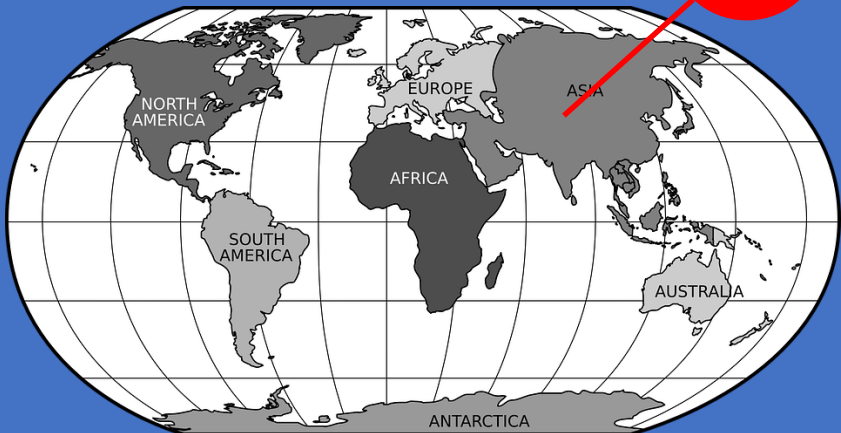 NORTH
AMERICA
EUROPE
ASIA
AFRICA
SOUTH
AMERICA
AUSTRALIA
ANTARCTICA